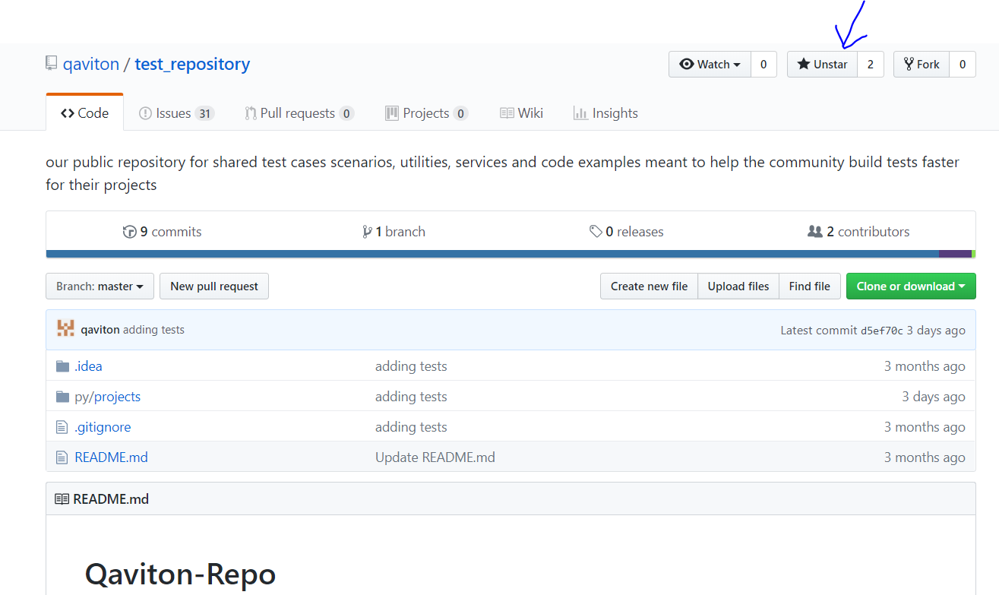 qaviton / test_repository Watch 0 Unstar 2 Fork 0
Code Issues 31 Pull requests 0 Projects 0 Wiki Insights
our public repository for shared test cases scenarios, utilities, services and code examples meant to help the community build tests faster
for their projects
9 commits 1 branch 0 releases 2 contributors
Branch: master New pull request Create new file Upload files Find file Clone or download
qaviton adding tests Latest commit d5ef70c 3 days ago
.idea adding tests 3 months ago
py/projects adding tests 3 days ago
.gitignore adding tests 3 months ago
README.md Update README.md 3 months ago
README.md
Qaviton-Repo